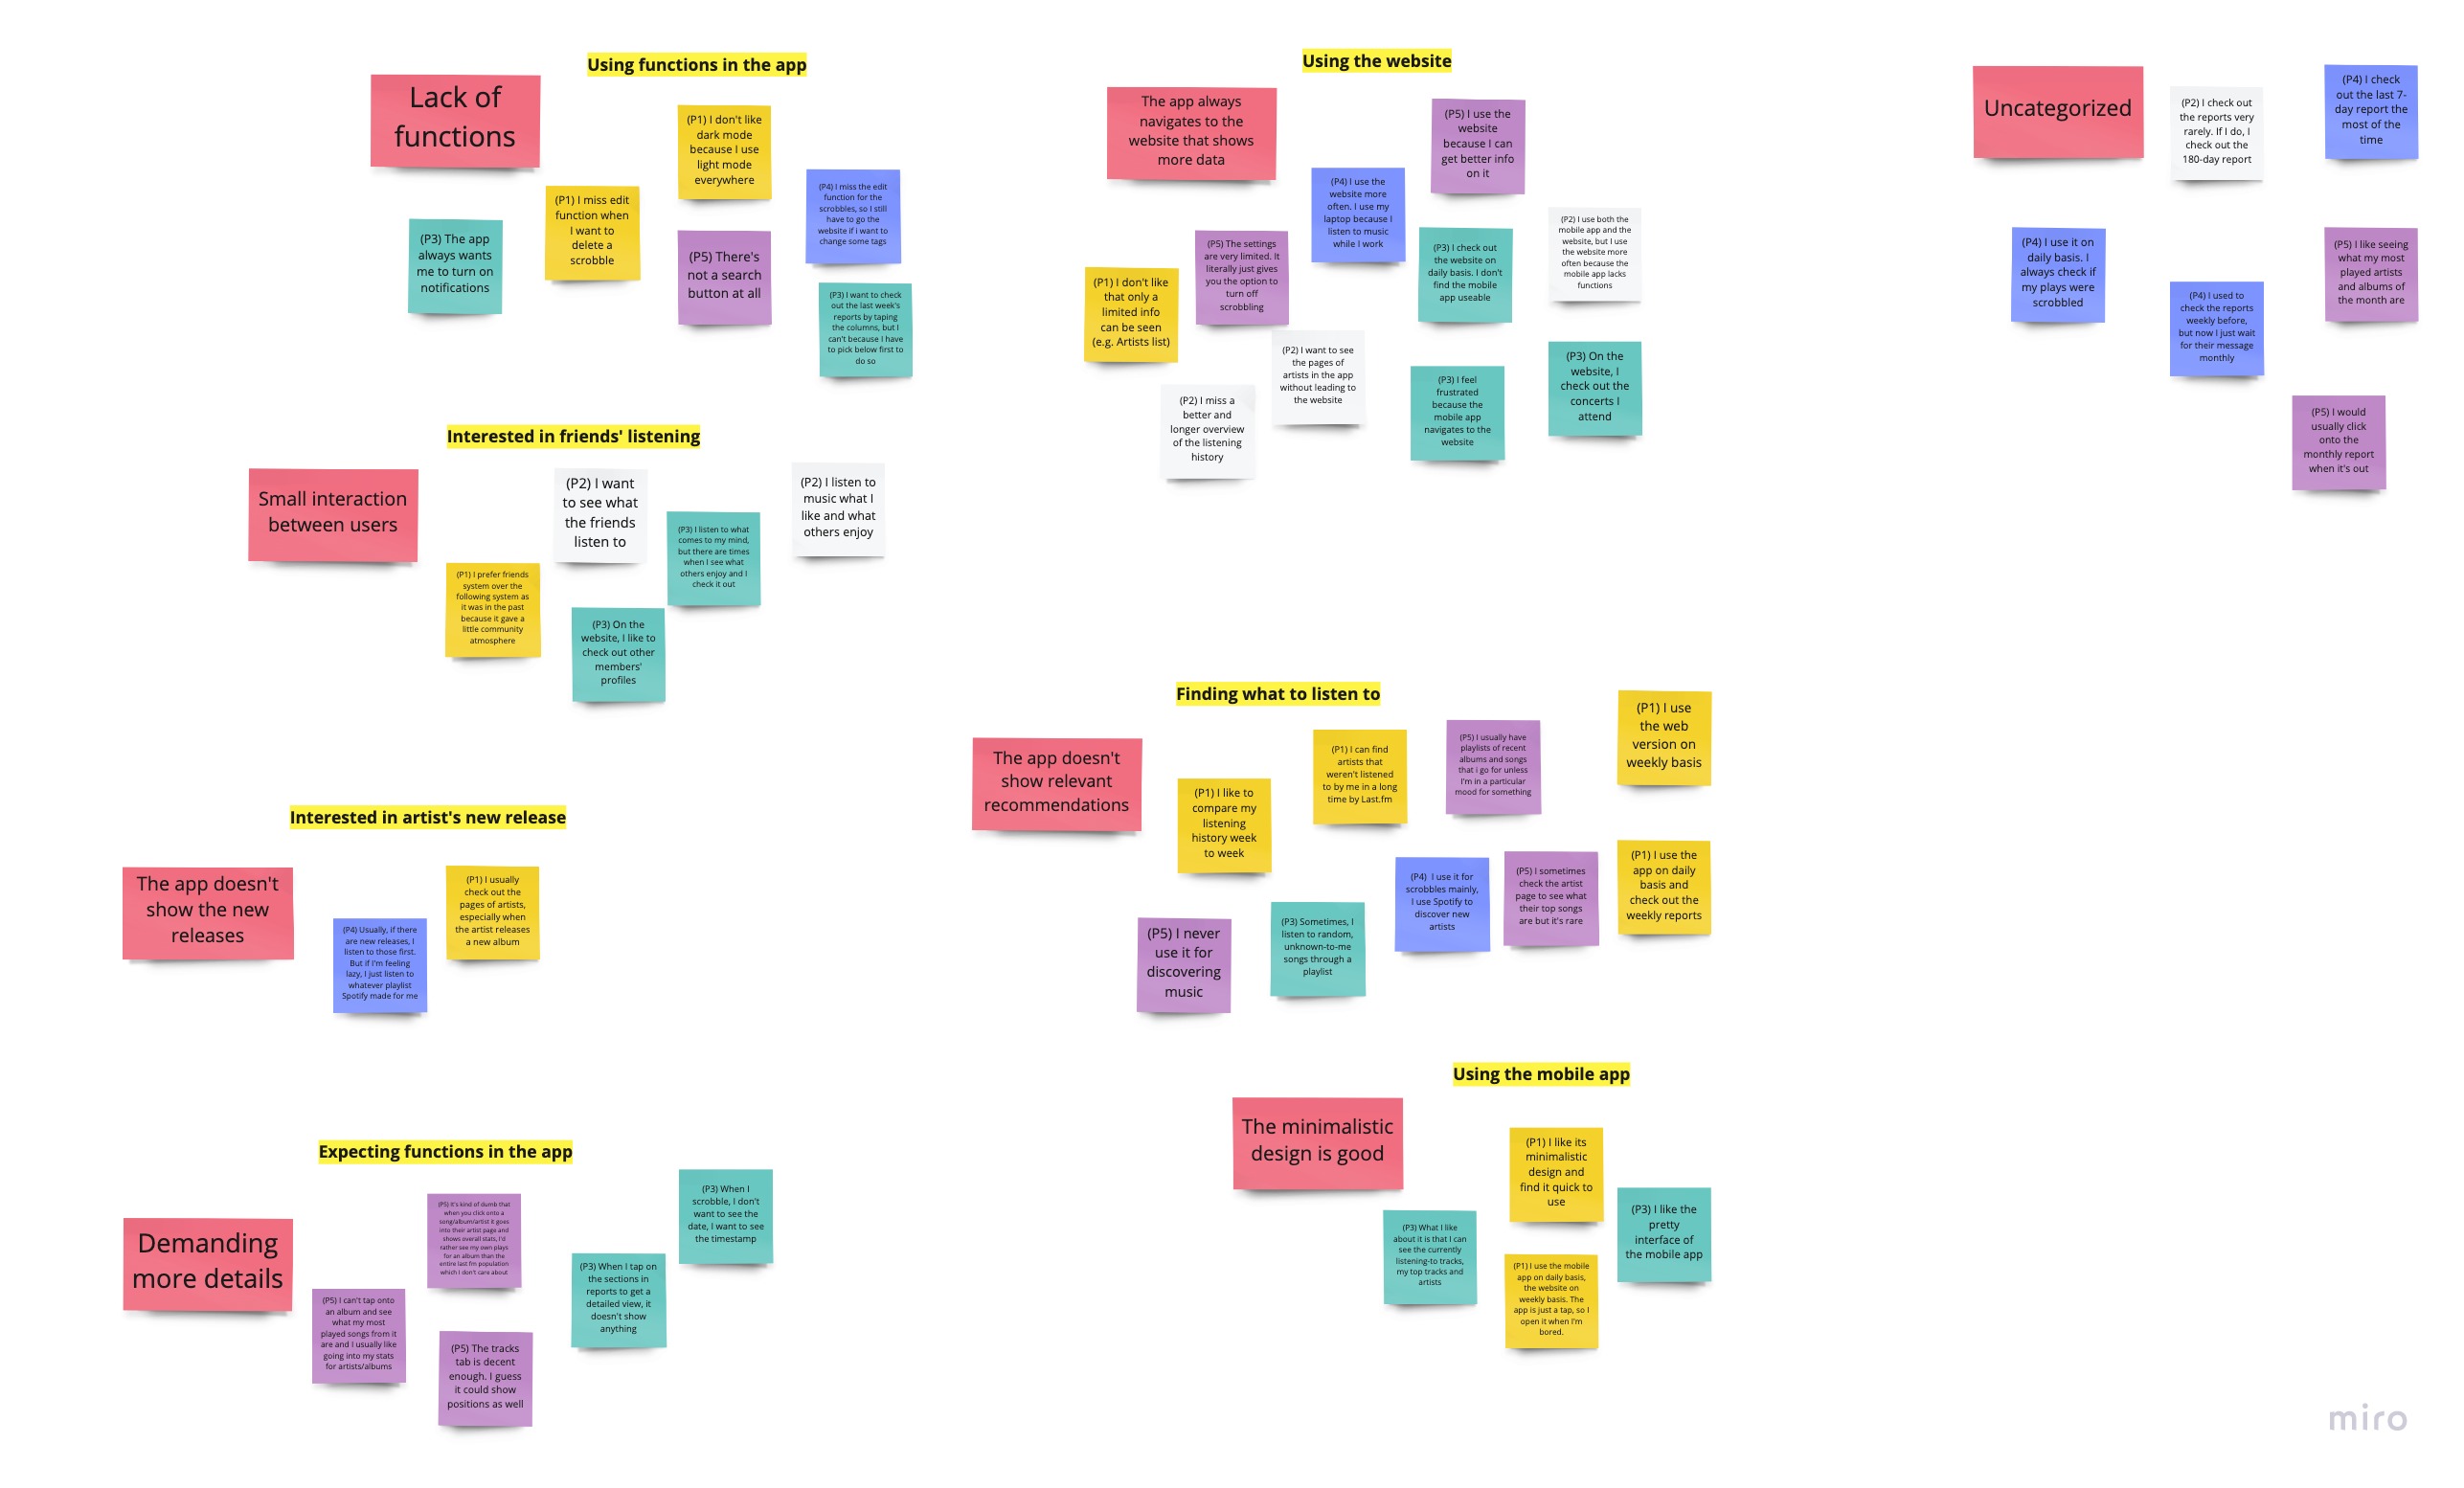 Using functions in the app
Lack of
functions
(P1) I don't like
dark mode
because I use
light mode
everywhere
(P4) I miss the edit
function for the
scrobbles, so I still
have to go the
website if i want to
change some tags
(P1) I miss edit
function when
I want to
delete a
scrobble
(P3) The app
always wants
me to turn on
notifications
(P5) There's
not a search
button at all
(P3) I want to check
out the last week's
reports by taping
the columns, but I
can't because I have
to pick below first to
do so
Interested in friends' listening
Small interaction
between users
(P2) I want
to see what
the friends
listen to
(P2) I listen to
music what I
like and what
others enjoy
(P3) I listen to what
comes to my mind,
but there are times
when I see what
others enjoy and I
check it out
(P1) I prefer friends
system over the
following system as
it was in the past
because it gave a
little community
atmosphere
(P3) On the
website, I like to
check out other
members'
profiles
Interested in artist's new release
The app doesn't
show the new
releases
(P1) I usually
check out the
pages of artists,
especially when
the artist releases
a new album
(P4) Usually, if there
are new releases, I
listen to those first.
But if I'm feeling
lazy, I just listen to
whatever playlist
Spotify made for me
Expecting functions in the app
Demanding
more details
(P5) It's kind of dumb that
when you click onto a
song/album/artist it goes
into their artist page and
shows overall stats, I'd
rather see my own plays
for an album than the
entire last fm population
which I don't care about
(P3) When I
scrobble, I don't
want to see the
date, I want to see
the timestamp
(P3) When I tap on
the sections in
reports to get a
detailed view, it
doesn't show
anything
(P5) I can't tap onto
an album and see
what my most
played songs from it
are and I usually like
going into my stats
for artists/albums
(P5) The tracks
tab is decent
enough. I guess
it could show
positions as well
Using the website
The app always
navigates to the
website that shows
more data
(P5) I use the
website
because I can
get better info
on it
(P4) I use the
website more
often. I use my
laptop because I
listen to music
while I work
(P2) I use both the
mobile app and the
website, but I use
the website more
often because the
mobile app lacks
functions
(P5) The settings
are very limited. It
literally just gives
you the option to
turn off
scrobbling
(P3) I check out
the website on
daily basis. I don't
find the mobile
app useable
(P1) I don't like
that only a
limited info
can be seen
(e.g. Artists list)
(P2) I want to see
the pages of
artists in the app
without leading to
the website
(P3) On the
website, I
check out the
concerts I
attend
(P3) I feel
frustrated
because the
mobile app
navigates to the
website
(P2) I miss a
better and
longer overview
of the listening
history
Finding what to listen to
The app doesn't
show relevant
recommendations
(P1) I use
the web
version on
weekly basis
(P5) I usually have
playlists of recent
albums and songs
that i go for unless
I'm in a particular
mood for something
(P1) I can find
artists that
weren't listened
to by me in a long
time by Last.fm
(P1) I like to
compare my
listening
history week
to week
(P1) I use the
app on daily
basis and
check out the
weekly reports
(P5) I sometimes
check the artist
page to see what
their top songs
are but it's rare
(P4) I use it for
scrobbles mainly,
I use Spotify to
discover new
artists
(P3) Sometimes, I
listen to random,
unknown-to-me
songs through a
playlist
(P5) I never
use it for
discovering
music
Using the mobile app
The minimalistic
design is good
(P1) I like its
minimalistic
design and
find it quick to
use
(P3) I like the
pretty
interface of
the mobile app
(P3) What I like
about it is that I can
see the currently
listening-to tracks,
my top tracks and
artists
(P1) I use the mobile
app on daily basis,
the website on
weekly basis. The
app is just a tap, so I
open it when I'm
bored.
Uncategorized
(P2) I check out
the reports very
rarely. If I do, I
check out the
180-day report
(P4) I check
out the last 7-
day report the
most of the
time
(P4) I use it on
daily basis. I
always check if
my plays were
scrobbled
(P5) I like seeing
what my most
played artists
and albums of
the month are
(P4) I used to
check the reports
weekly before,
but now I just wait
for their message
monthly
(P5) I would
usually click
onto the
monthly report
when it's out
miro